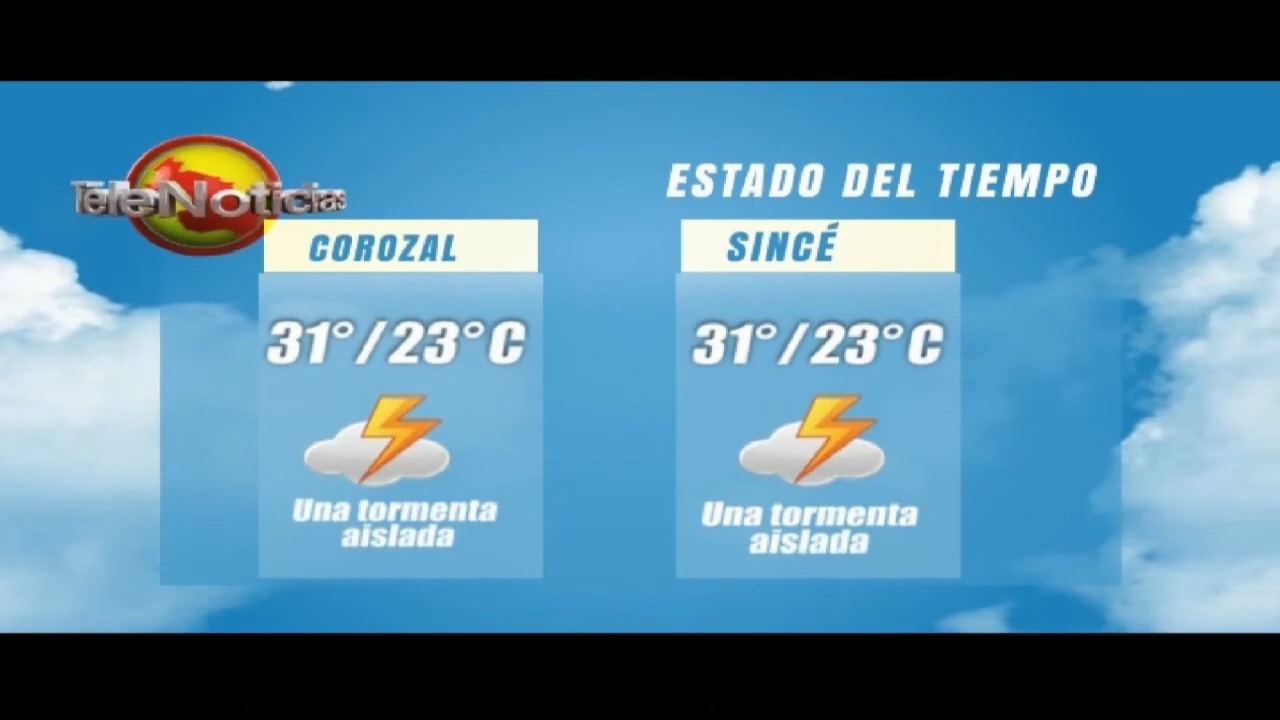 TeleNoticias
ESTADO DEL TIEMPO
COROZAL
31°/23°C
Una tormenta
aislada
SINCÉ
31°/23°C
Una tormenta
aislada